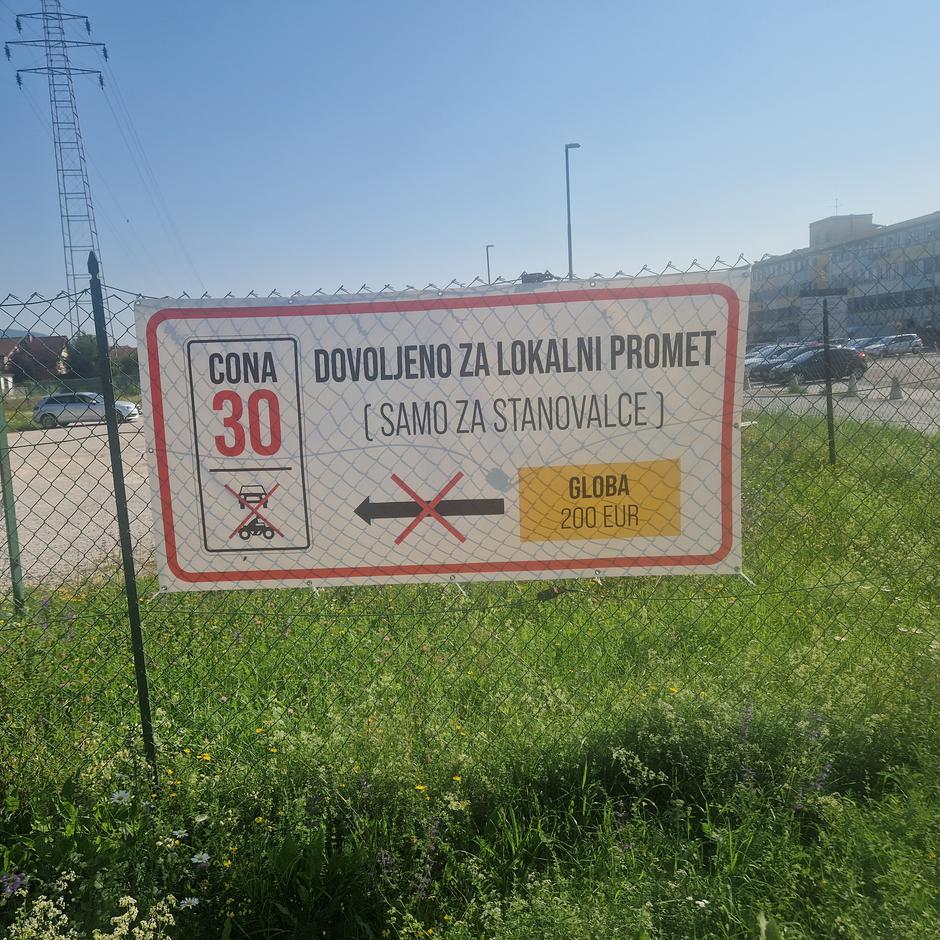 CONA
30
DOVOLJENO ZA LOKALNI PROMET
( SAMO ZA STANOVALCE )
GLOBA
200 EUR